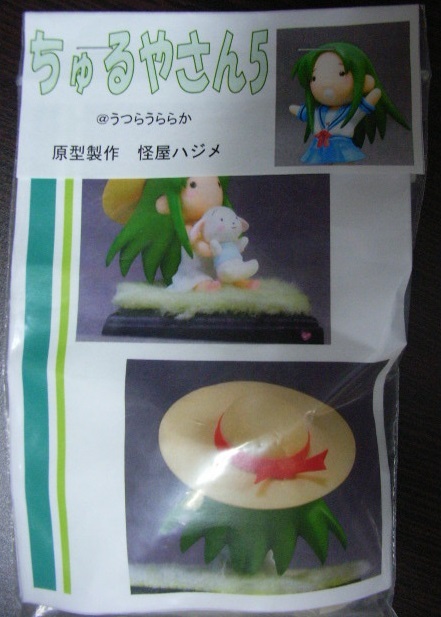 ちゅるやさん5
@うつらうららか
原型製作　怪屋ハジメ